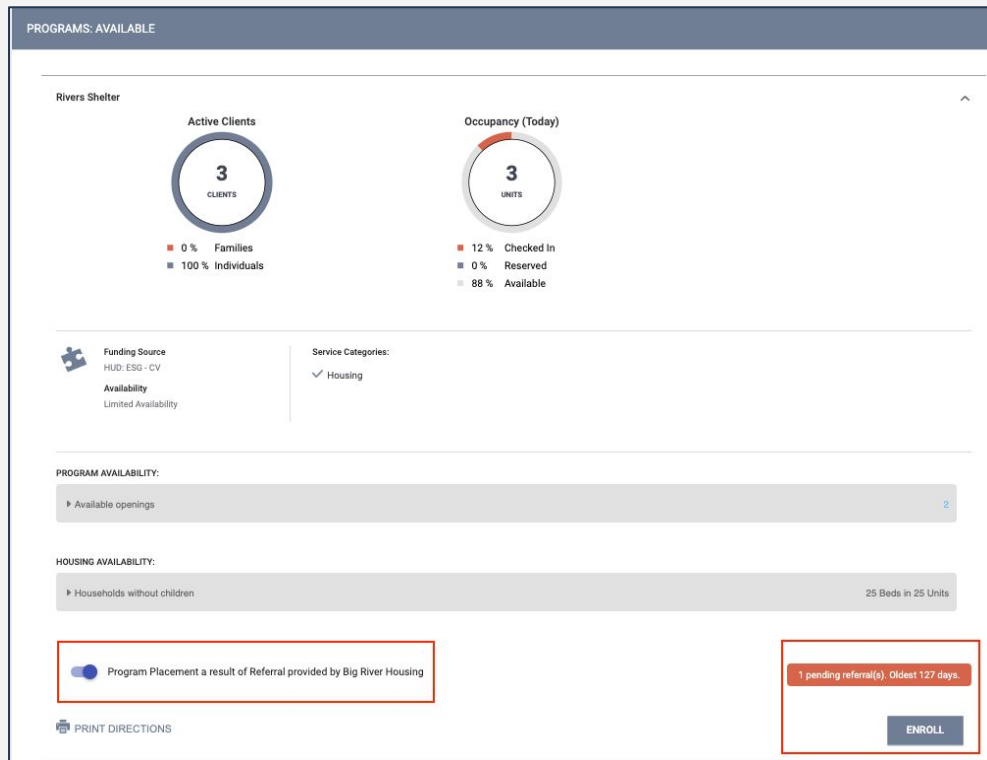 PROGRAMS: AVAILABLE
Rivers Shelter
Active Clients
3
CLIENTS
0 % Families
100 % Individuals
Occupancy (Today)
3
UNITS
12 % Checked In
0 % Reserved
88 % Available
Funding Source
HUD: ESG - CV
Availability
Limited Availability
Service Categories:
Housing
PROGRAM AVAILABILITY:
Available openings 2
HOUSING AVAILABILITY:
Households without children 25 Beds in 25 Units
Program Placement a result of Referral provided by Big River Housing
1 pending referral(s). Oldest 127 days.
PRINT DIRECTIONS
ENROLL